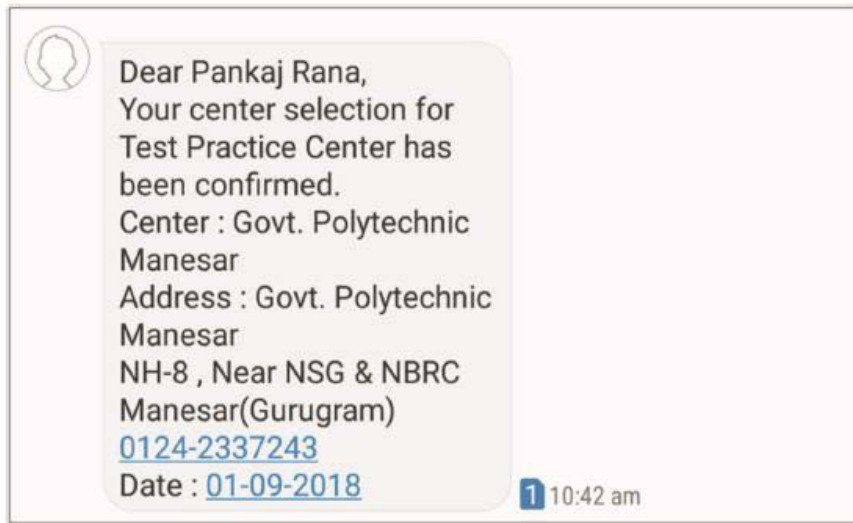 Dear Pankaj Rana,
Your center selection for
Test Practice Center has
been confirmed.
Center : Govt. Polytechnic
Manesar
Address : Govt. Polytechnic
Manesar
NH-8 , Near NSG & NBRC
Manesar(Gurugram)
0124-2337243
Date : 01-09-2018
1 10:42 am